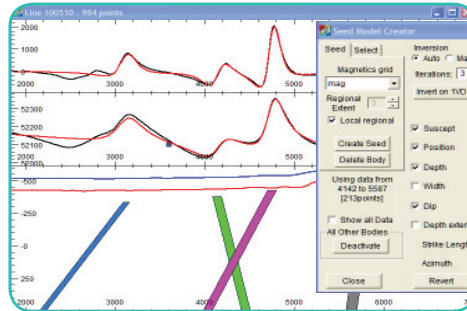 Line 100510 - 984 points
2000
1000
0
2000
3000
4000
5000
52300
52200
52100
52000
2000
3000
4000
5000
-500
-250
-0
250
2000
3000
4000
5000
6000
Seed Model Creator
Seed
Select
Magnetics grid
mag
Regional
Extent
3
Local regional
Create Seed
Delete Body
Using data from
4142 to 5587
[213points]
Show all Data
All Other Bodies
Deactivate
Close
Inversion
Auto
Iterations:
3
Invert on 1VD
Suscept
Position
Depth
Width
Dip
Strike
Azimuth
Revert